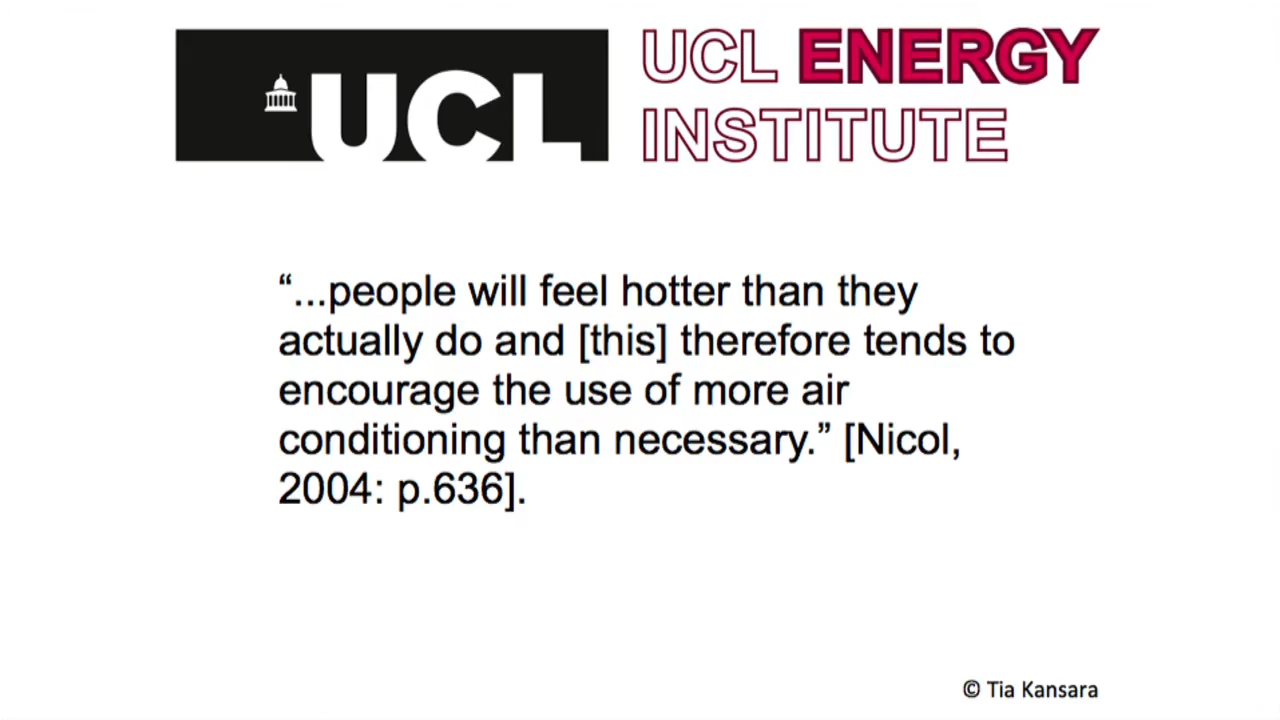 UCL
UCL ENERGY
INSTITUTE
“...people will feel hotter than they
actually do and [this] therefore tends to
encourage the use of more air
conditioning than necessary.” [Nicol,
2004: p.636].
© Tia Kansara